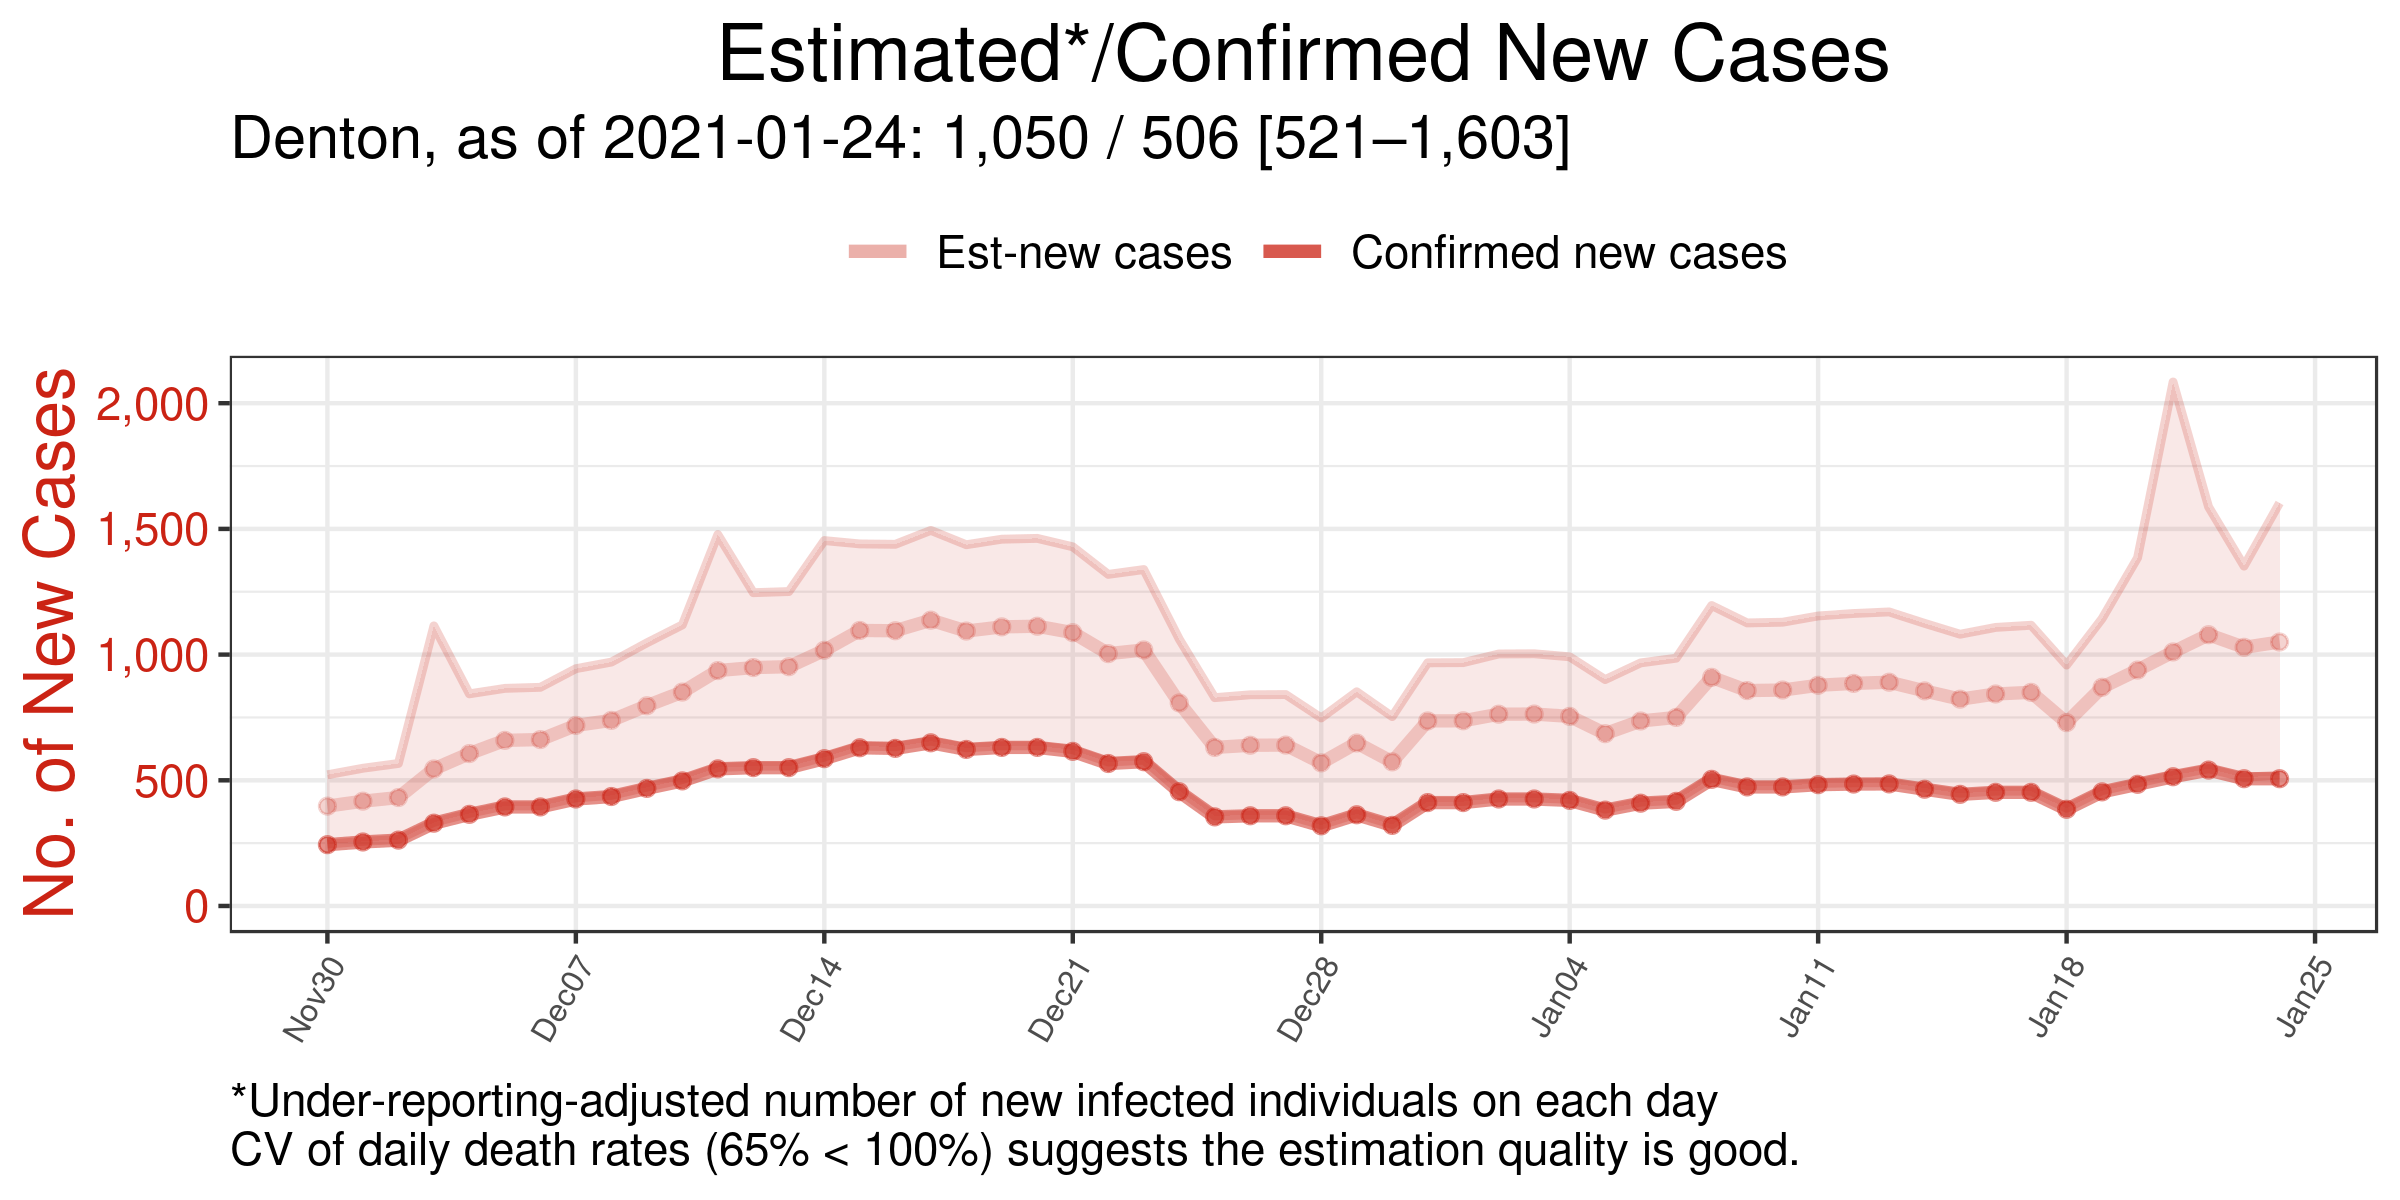 Estimated*/Confirmed New Cases
Denton, as of 2021-01-24: 1,050 / 506 [521–1,603]
Est-new cases
Confirmed new cases
No. of New Cases
2,000
1,500
1,000
500
0
Nov30
Dec07
Dec14
Dec21
Dec28
Jan04
Jan11
Jan18
Jan25
*Under-reporting-adjusted number of new infected individuals on each day
CV of daily death rates (65% < 100%) suggests the estimation quality is good.